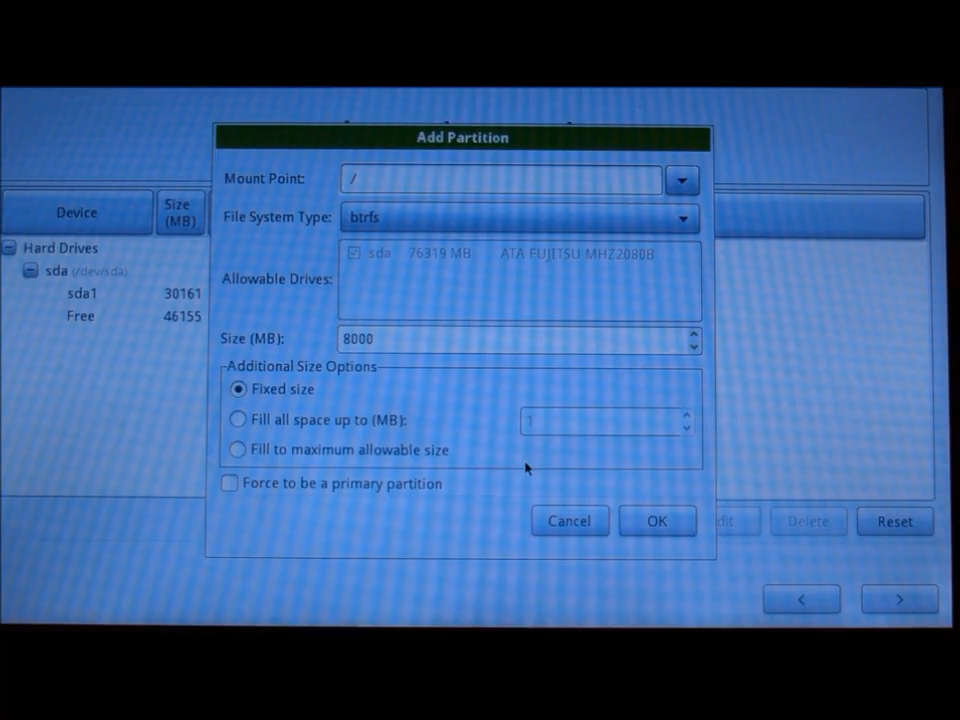 Add Partition
Mount Point: /
File System Type: btrfs
Device Size (MB)
Hard Drives
sda (/dev/sda)
sda1 30161
Free 46155
Allowable Drives: sda 76319 MB ATA FUJITSU MHZ2080B
Size (MB): 8000
Additional Size Options
Fixed size
Fill all space up to (MB): 1
Fill to maximum allowable size
Force to be a primary partition
Cancel OK
dit Delete Reset
< >